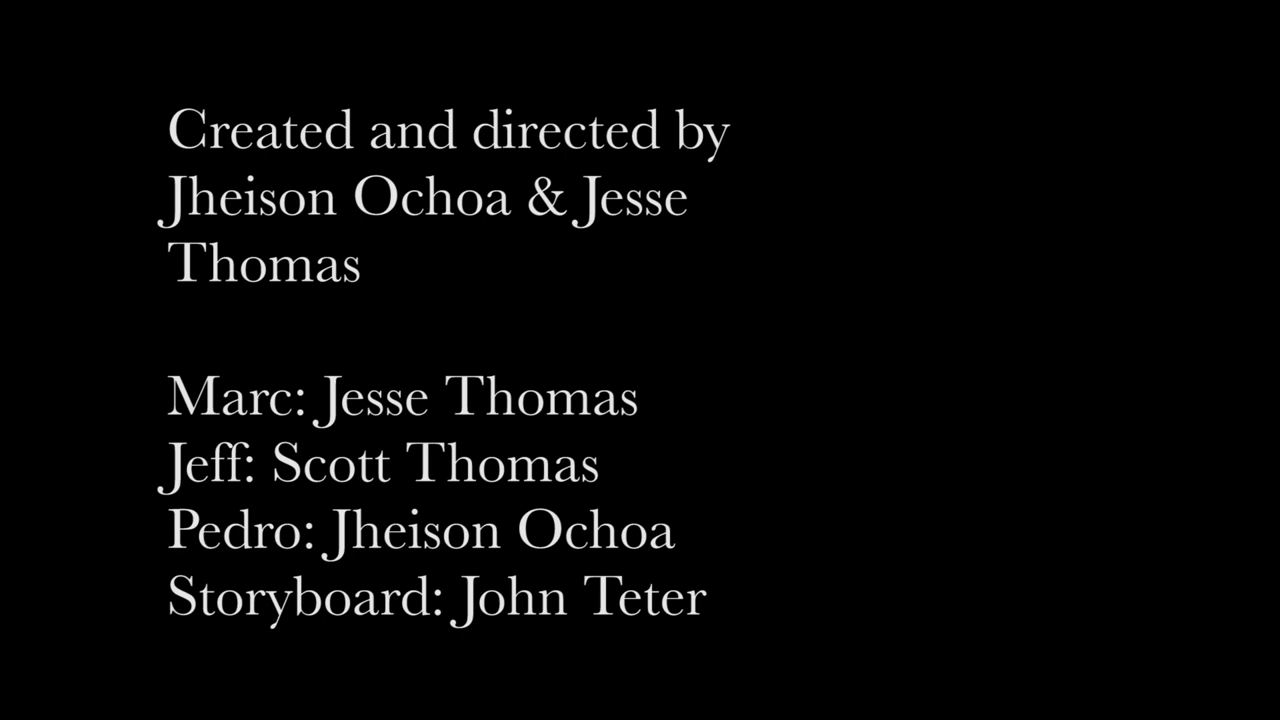 Created and directed by
Jheison Ochoa & Jesse
Thomas
Marc: Jesse Thomas
Jeff: Scott Thomas
Pedro: Jheison Ochoa
Storyboard: John Teter